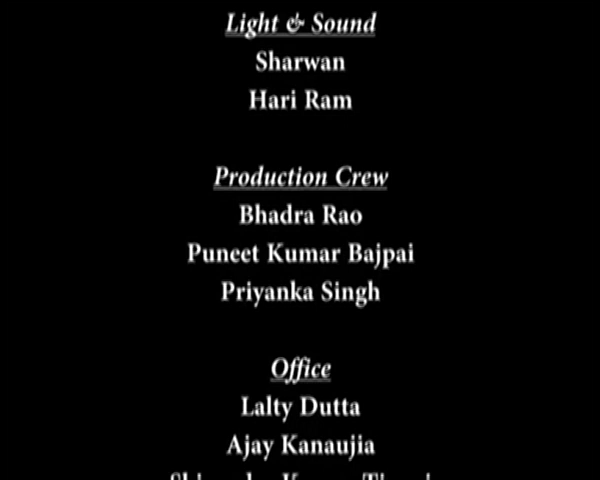 Light & Sound
Sharwan
Hari Ram
Production Crew
Bhadra Rao
Puneet Kumar Bajpai
Priyanka Singh
Office
Lalty Dutta
Ajay Kanaujia